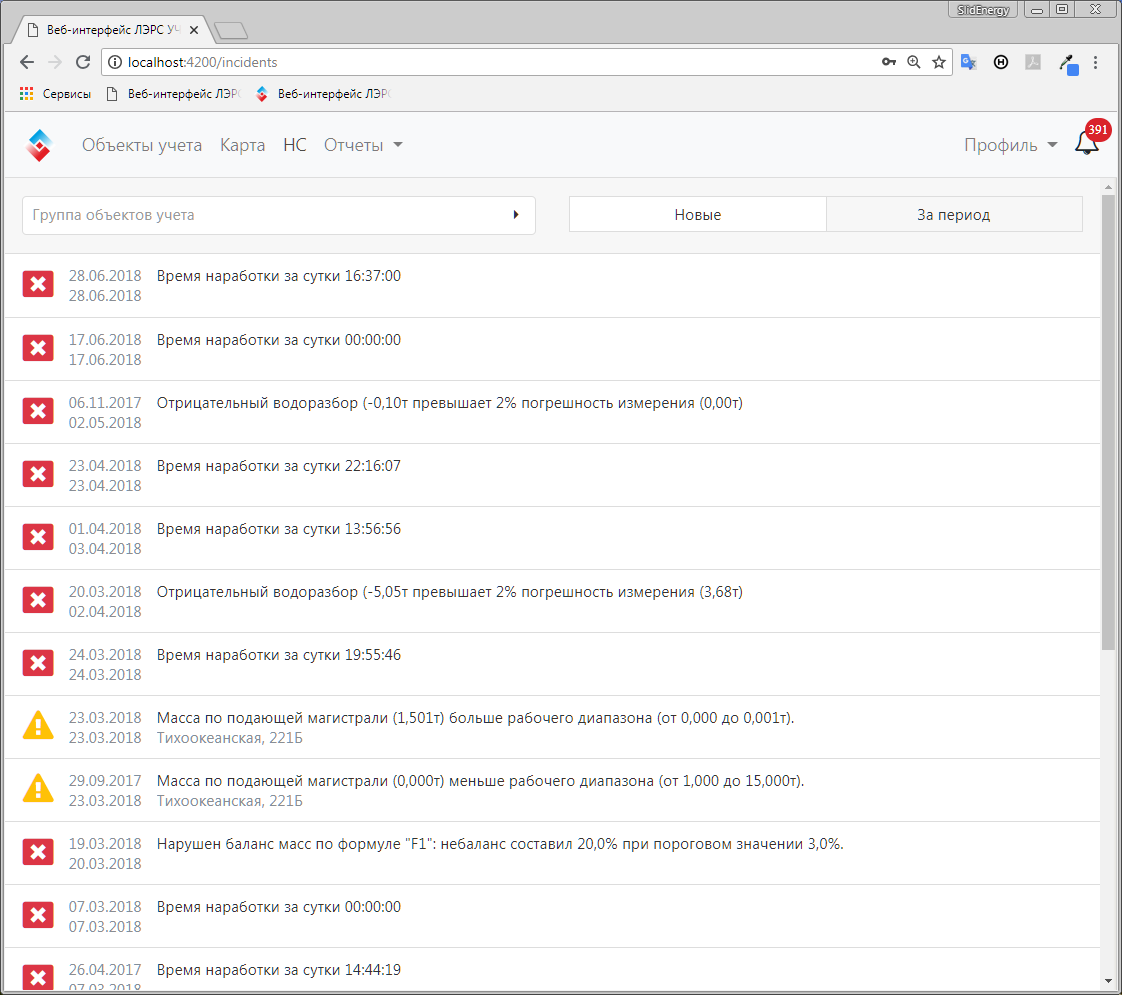 SlidEnergy
Веб-интерфейс ЛЭРС УЧ
localhost:4200/incidents
Сервисы
Веб-интерфейс ЛЭРС
Веб-интерфейс ЛЭРС
Объекты учета
Карта
НС
Отчеты
Профиль
391
Группа объектов учета
Новые
За период
28.06.2018 Время наработки за сутки 16:37:00
28.06.2018
17.06.2018 Время наработки за сутки 00:00:00
17.06.2018
06.11.2017 Отрицательный водоразбор (-0,10т превышает 2% погрешность измерения (0,00т)
02.05.2018
23.04.2018 Время наработки за сутки 22:16:07
23.04.2018
01.04.2018 Время наработки за сутки 13:56:56
03.04.2018
20.03.2018 Отрицательный водоразбор (-5,05т превышает 2% погрешность измерения (3,68т)
02.04.2018
24.03.2018 Время наработки за сутки 19:55:46
24.03.2018
23.03.2018 Масса по подающей магистрали (1,501т) больше рабочего диапазона (от 0,000 до 0,001т).
23.03.2018 Тихоокеанская, 221Б
29.09.2017 Масса по подающей магистрали (0,000т) меньше рабочего диапазона (от 1,000 до 15,000т).
23.03.2018 Тихоокеанская, 221Б
19.03.2018 Нарушен баланс масс по формуле "F1": небаланс составил 20,0% при пороговом значении 3,0%.
20.03.2018
07.03.2018 Время наработки за сутки 00:00:00
07.03.2018
26.04.2017 Время наработки за сутки 14:44:19
07.03.2018